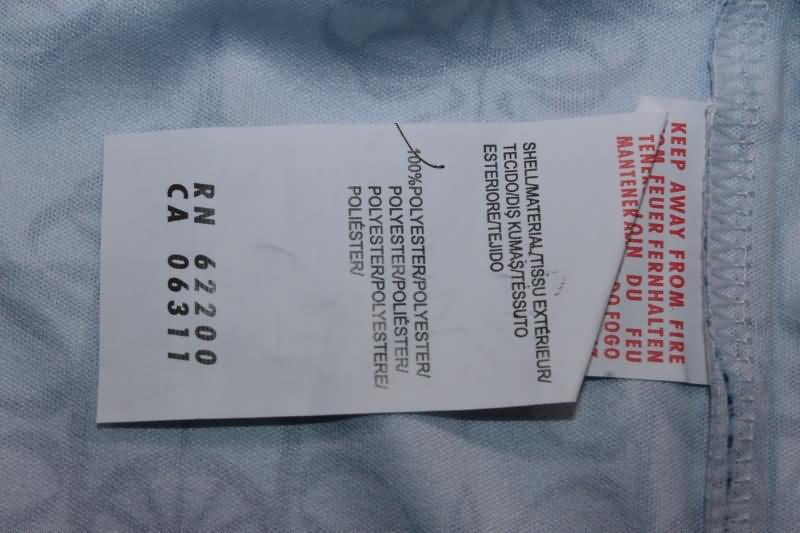 KEEP AWAY FROM FIRE
FEUER FERNHALTEN
MANTENER
DU FEU
FOGO
SHELL/MATERIAL/TISSU EXTÉRIEUR/
TECIDO/DIŞ KUMAŞ/TESSUTO
ESTERIORE/TEJIDO
100%POLYESTER/POLYESTER/
POLYESTER/POLIÉSTER/
POLYESTER/POLYESTERE/
POLIÉSTER/
RN 62200
CA 06311